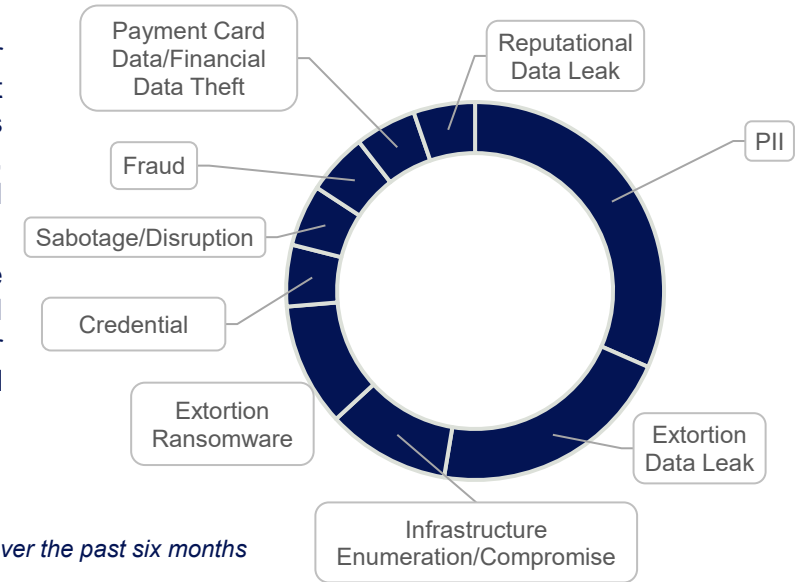 Payment Card
Data/Financial
Data Theft
Reputational
Data Leak
PII
Fraud
Sabotage/Disruption
Credential
Extortion
Ransomware
Extortion
Data Leak
Infrastructure
Enumeration/Compromise
the past six months